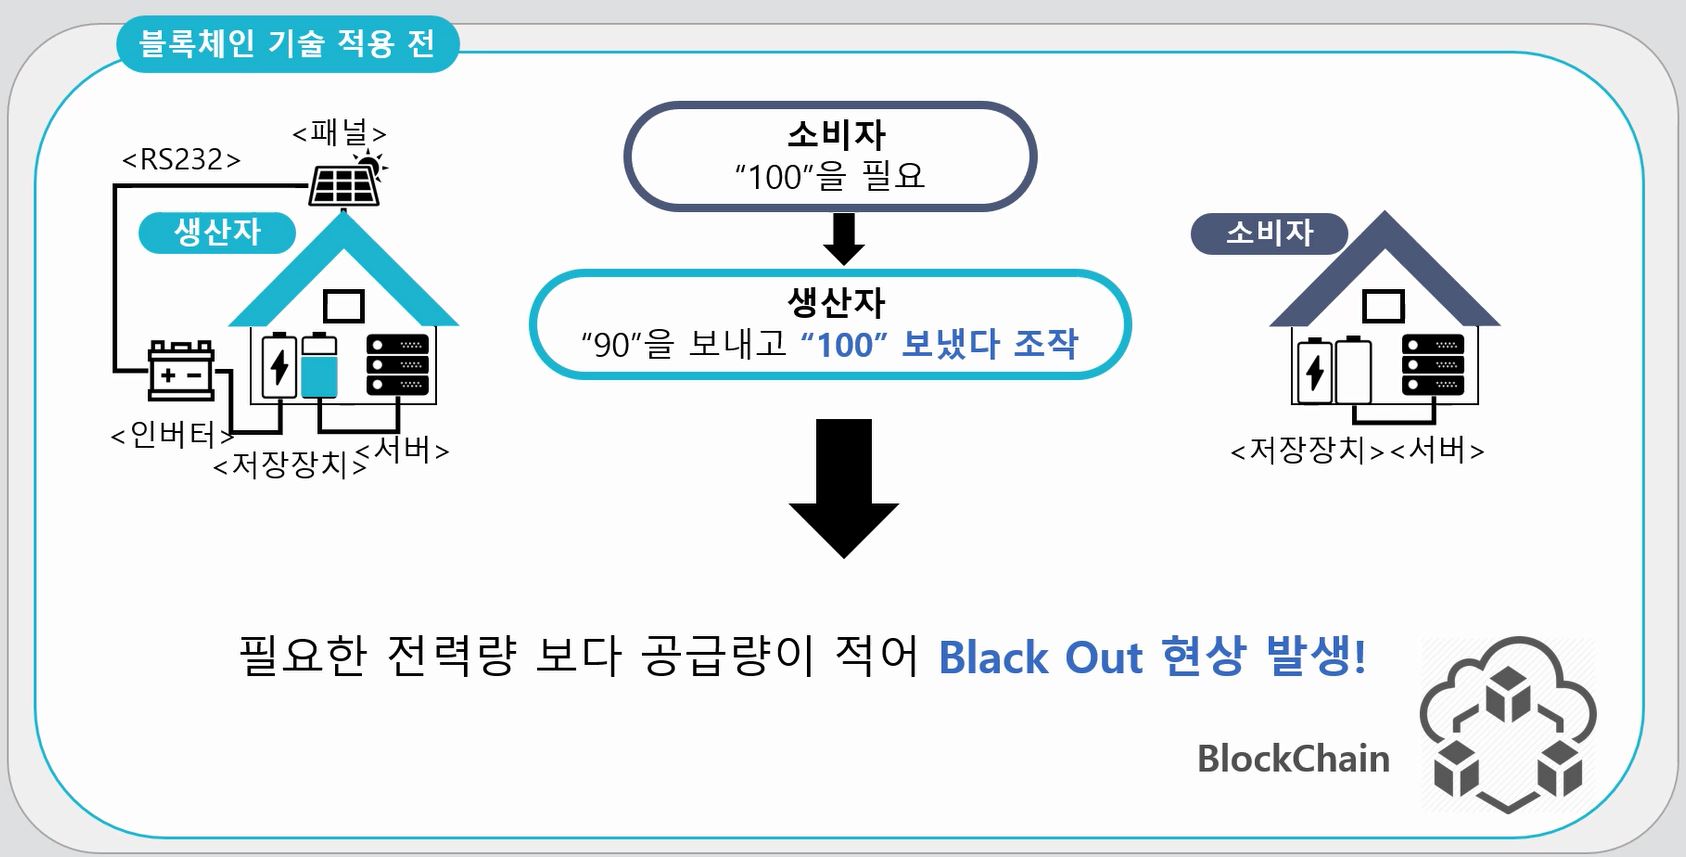 블록체인 기술 적용 전
<패널>
<RS232>
생산자
<인버터>
<저장장치>
<서버>
소비자
“100”을 필요
생산자
“90”을 보내고 “100” 보냈다 조작
소비자
<저장장치><서버>
필요한 전력량 보다 공급량이 적어 Black Out 현상 발생!
BlockChain